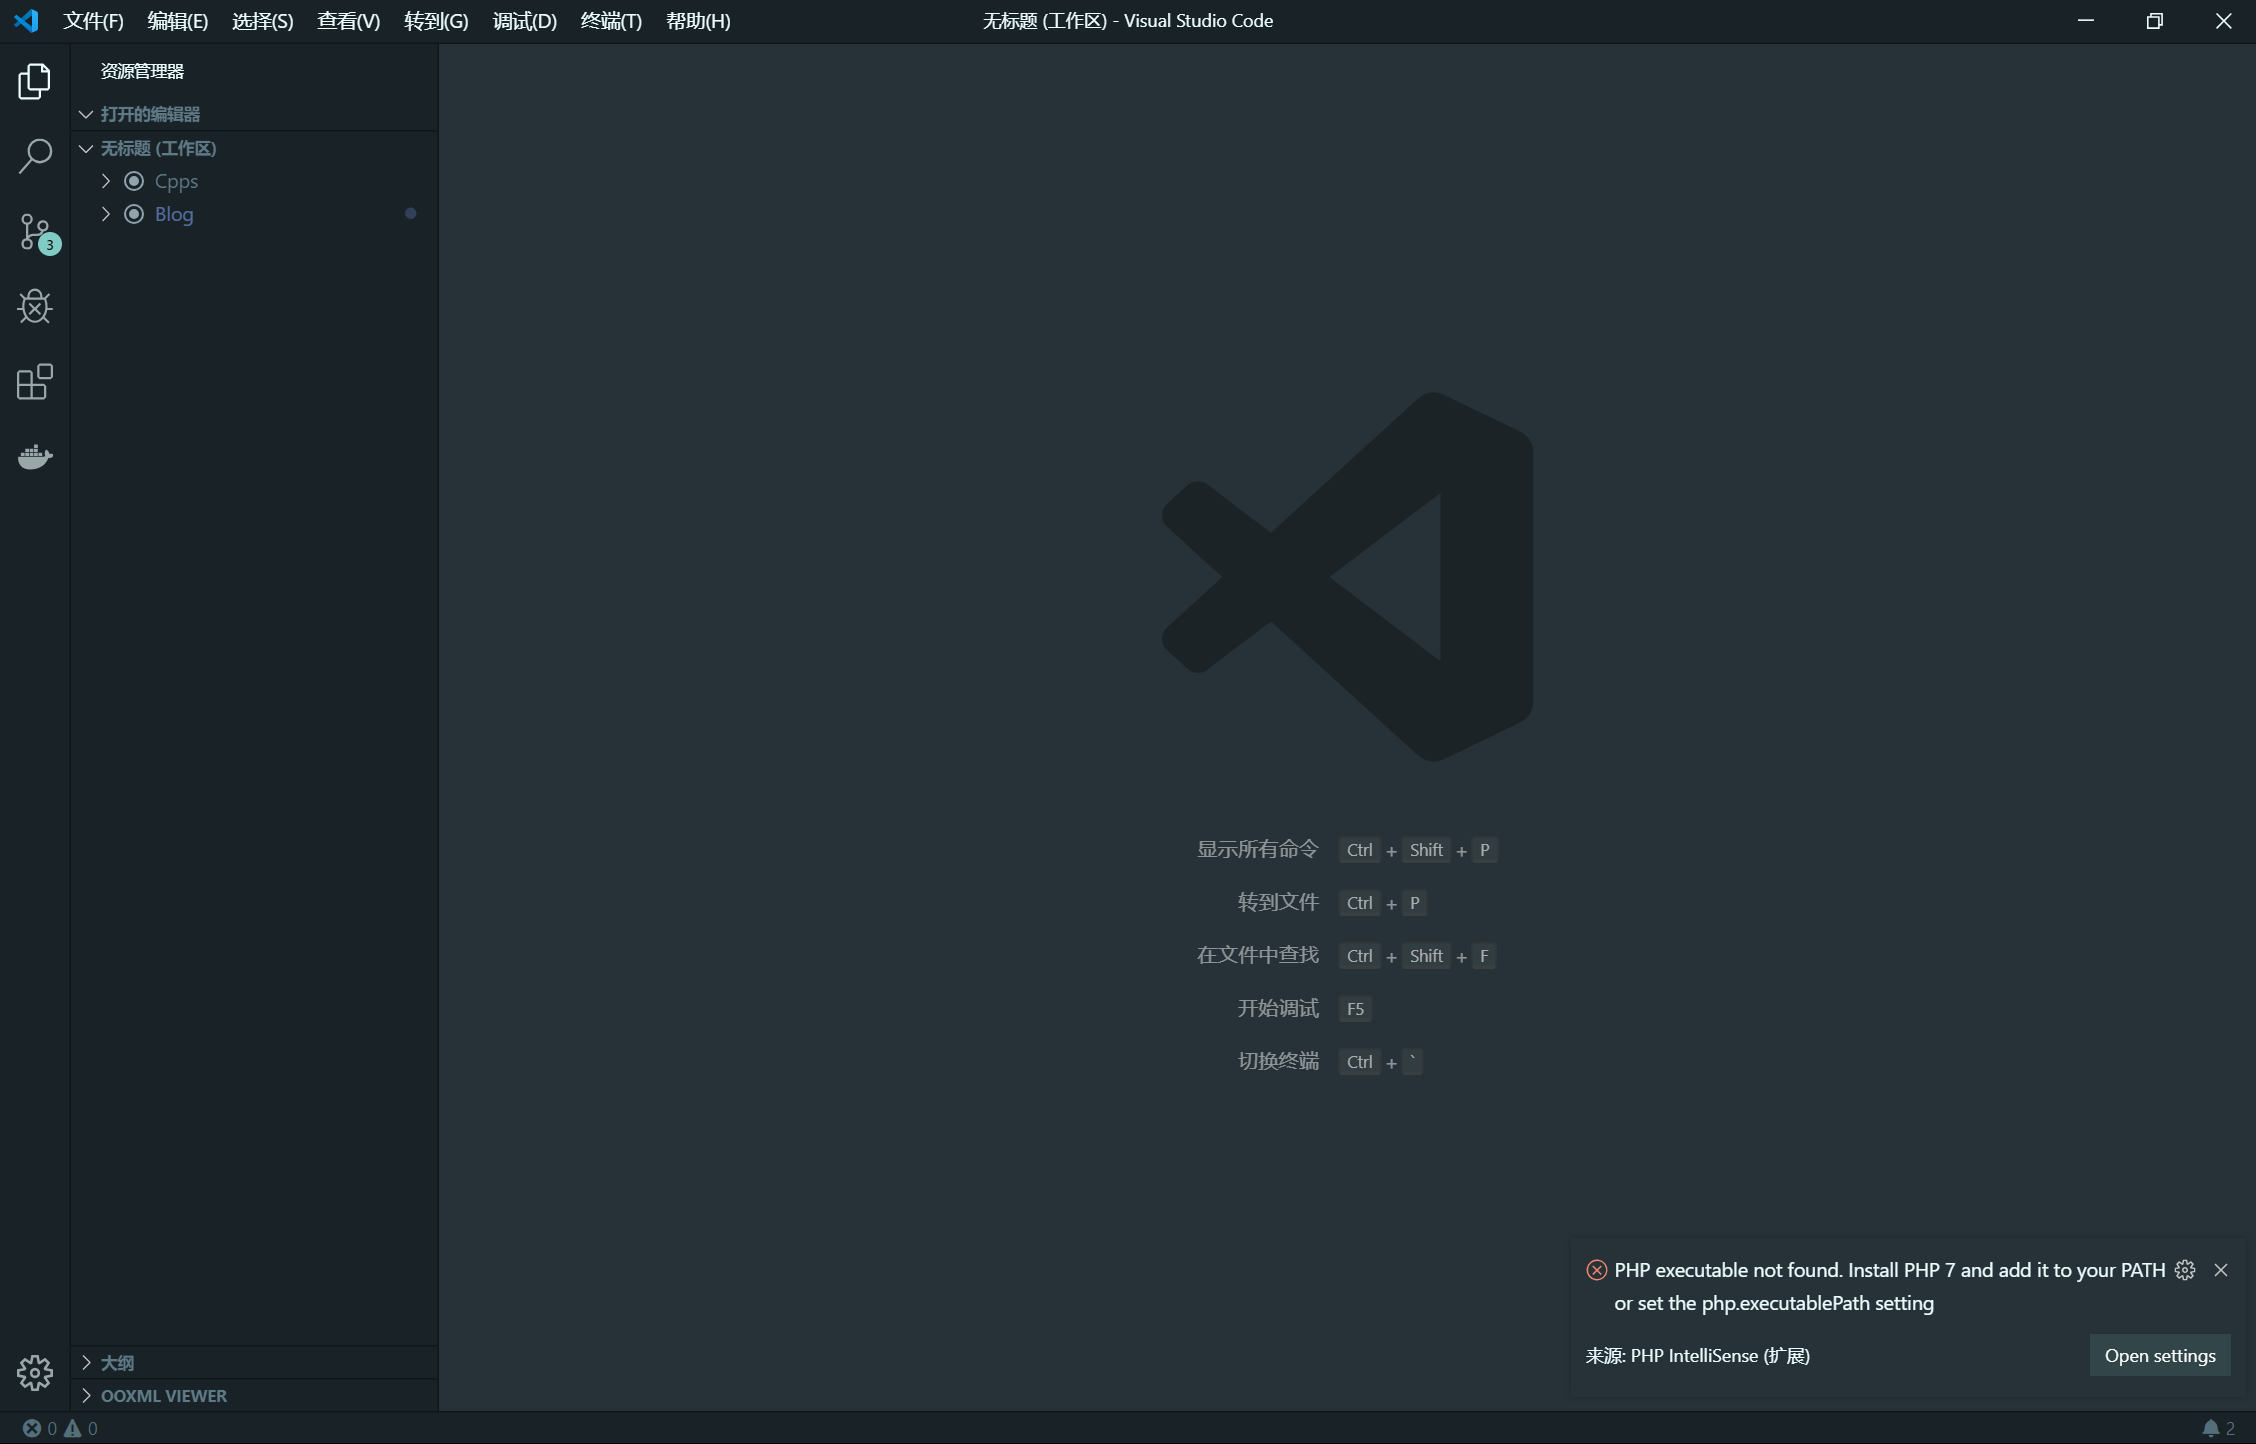 文件(F) 编辑(E) 选择(S) 查看(V) 转到(G) 调试(D) 终端(T) 帮助(H) 无标题 (工作区) - Visual Studio Code
资源管理器
打开的编辑器
无标题 (工作区)
Cpps
Blog
3
显示所有命令 Ctrl + Shift + P
转到文件 Ctrl + P
在文件中查找 Ctrl + Shift + F
开始调试 F5
切换终端 Ctrl + `
PHP executable not found. Install PHP 7 and add it to your PATH
or set the php.executablePath setting
来源: PHP IntelliSense (扩展) Open settings
大纲
OOXML VIEWER
0 0 2